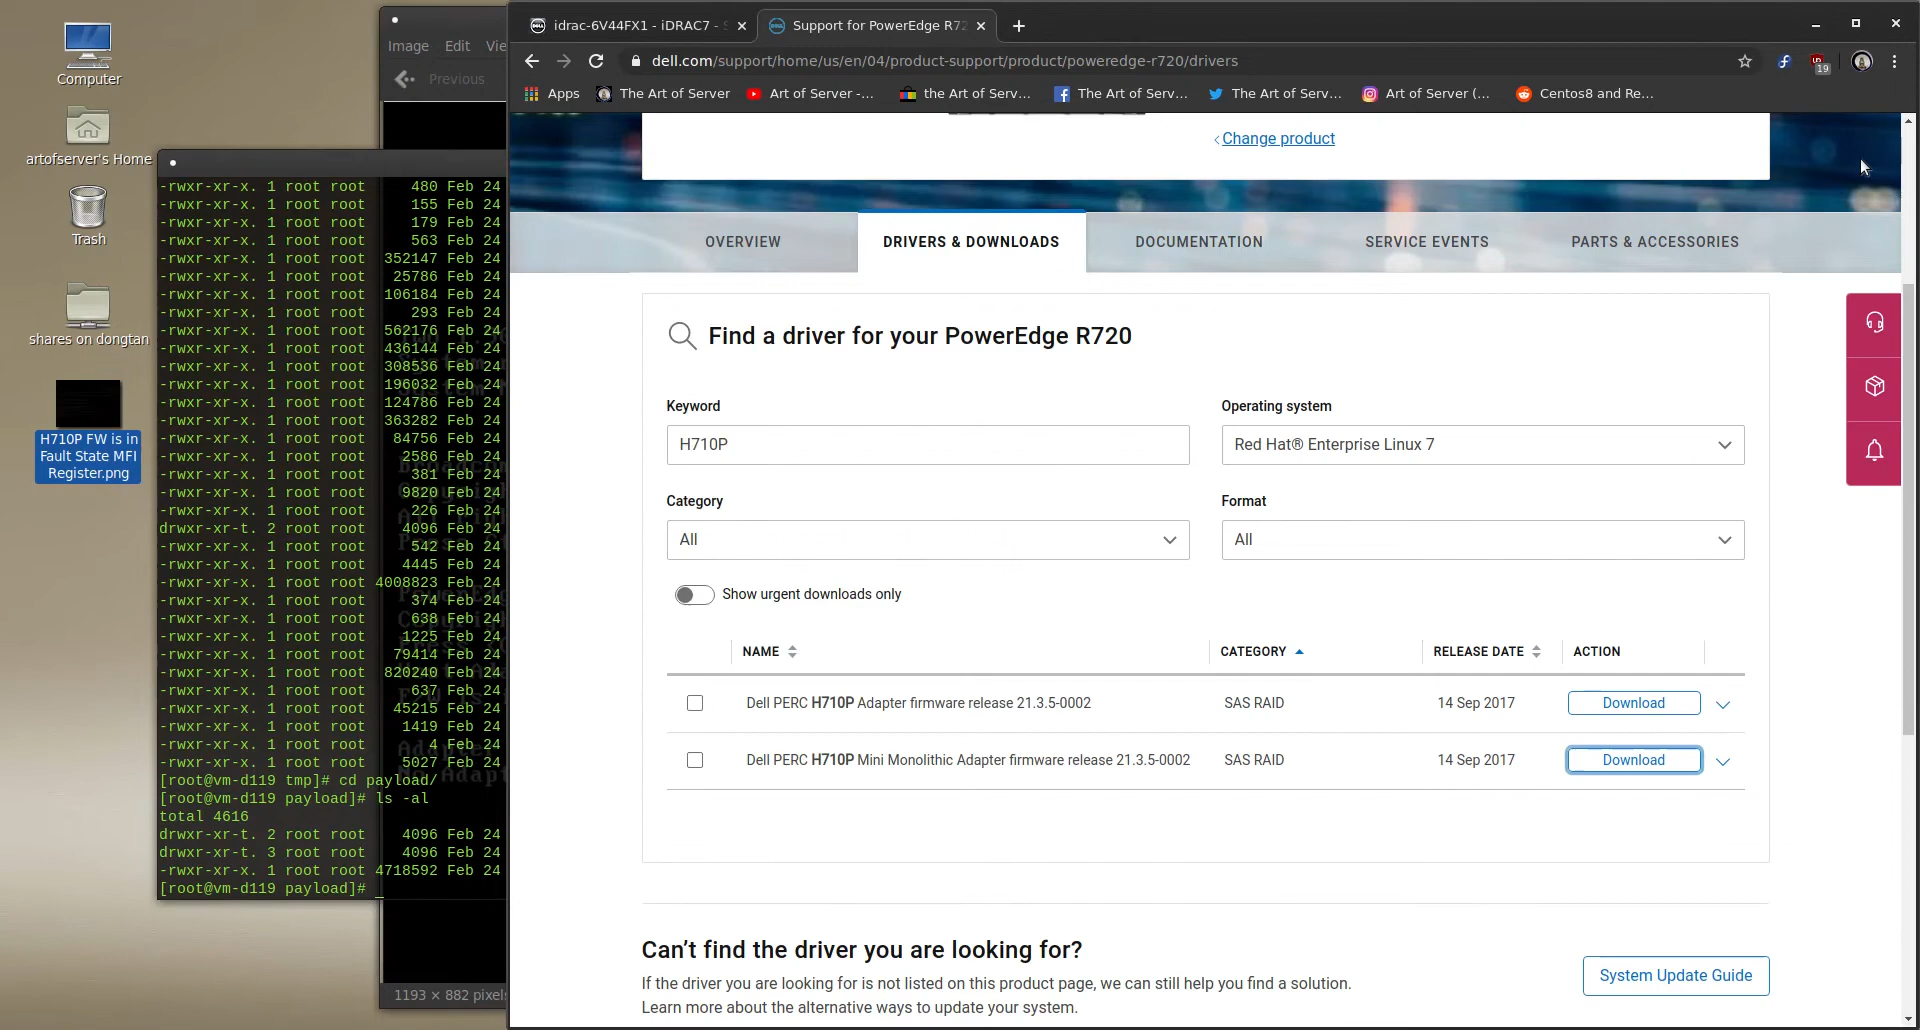 Computer
artofserver's Home
Trash
shares on dongtan
H710P FW is in
Fault State MFI
Register.png
Image Edit Vie
Previous
1193 × 882 pixels
-rwxr-xr-x. 1 root root 480 Feb 24
-rwxr-xr-x. 1 root root 155 Feb 24
-rwxr-xr-x. 1 root root 179 Feb 24
-rwxr-xr-x. 1 root root 563 Feb 24
-rwxr-xr-x. 1 root root 352147 Feb 24
-rwxr-xr-x. 1 root root 25786 Feb 24
-rwxr-xr-x. 1 root root 106184 Feb 24
-rwxr-xr-x. 1 root root 293 Feb 24
-rwxr-xr-x. 1 root root 562176 Feb 24
-rwxr-xr-x. 1 root root 436144 Feb 24
-rwxr-xr-x. 1 root root 308536 Feb 24
-rwxr-xr-x. 1 root root 196032 Feb 24
-rwxr-xr-x. 1 root root 124786 Feb 24
-rwxr-xr-x. 1 root root 363282 Feb 24
-rwxr-xr-x. 1 root root 84756 Feb 24
-rwxr-xr-x. 1 root root 2586 Feb 24
-rwxr-xr-x. 1 root root 381 Feb 24
-rwxr-xr-x. 1 root root 9820 Feb 24
-rwxr-xr-x. 1 root root 226 Feb 24
drwxr-xr-t. 2 root root 4096 Feb 24
-rwxr-xr-x. 1 root root 542 Feb 24
-rwxr-xr-x. 1 root root 4445 Feb 24
-rwxr-xr-x. 1 root root 4008823 Feb 24
-rwxr-xr-x. 1 root root 374 Feb 24
-rwxr-xr-x. 1 root root 638 Feb 24
-rwxr-xr-x. 1 root root 1225 Feb 24
-rwxr-xr-x. 1 root root 79414 Feb 24
-rwxr-xr-x. 1 root root 820240 Feb 24
-rwxr-xr-x. 1 root root 637 Feb 24
-rwxr-xr-x. 1 root root 45215 Feb 24
-rwxr-xr-x. 1 root root 1419 Feb 24
-rwxr-xr-x. 1 root root 4 Feb 24
-rwxr-xr-x. 1 root root 5027 Feb 24
[root@vm-d119 tmp]# cd payload/
[root@vm-d119 payload]# ls -al
total 4616
drwxr-xr-t. 2 root root 4096 Feb 24
drwxr-xr-t. 3 root root 4096 Feb 24
-rwxr-xr-x. 1 root root 4718592 Feb 24
[root@vm-d119 payload]# _
idrac-6V44FX1 - iDRAC7 - S
Support for PowerEdge R72
dell.com/support/home/us/en/04/product-support/product/poweredge-r720/drivers
19
Apps The Art of Server Art of Server -... the Art of Serv... The Art of Serv... The Art of Serv... Art of Server (... Centos8 and Re...
Change product
OVERVIEW DRIVERS & DOWNLOADS DOCUMENTATION SERVICE EVENTS PARTS & ACCESSORIES
Find a driver for your PowerEdge R720
Keyword Operating system
H710P Red Hat® Enterprise Linux 7
Category Format
All All
Show urgent downloads only
NAME CATEGORY RELEASE DATE ACTION
Dell PERC H710P Adapter firmware release 21.3.5-0002 SAS RAID 14 Sep 2017 Download
Dell PERC H710P Mini Monolithic Adapter firmware release 21.3.5-0002 SAS RAID 14 Sep 2017 Download
Can’t find the driver you are looking for?
If the driver you are looking for is not listed on this product page, we can still help you find a solution.
Learn more about the alternative ways to update your system.
System Update Guide